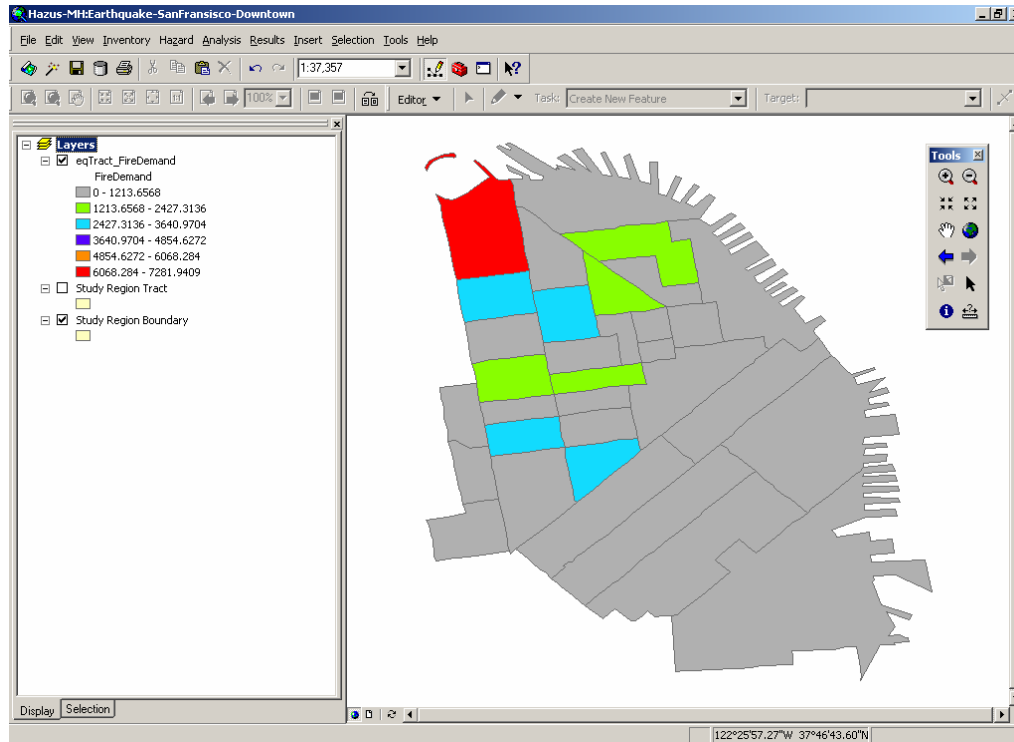 Hazus-MH:Earthquake-SanFransisco-Downtown
File Edit View Inventory Hazard Analysis Results Insert Selection Tools Help
1:37,357
100% Editor Task: Create New Feature Target:
Layers
eqTract_FireDemand
FireDemand
0 - 1213.6568
1213.6568 - 2427.3136
2427.3136 - 3640.9704
3640.9704 - 4854.6272
4854.6272 - 6068.284
6068.284 - 7281.9409
Study Region Tract
Study Region Boundary
Tools
Display Selection
122°25'57.27"W 37°46'43.60"N